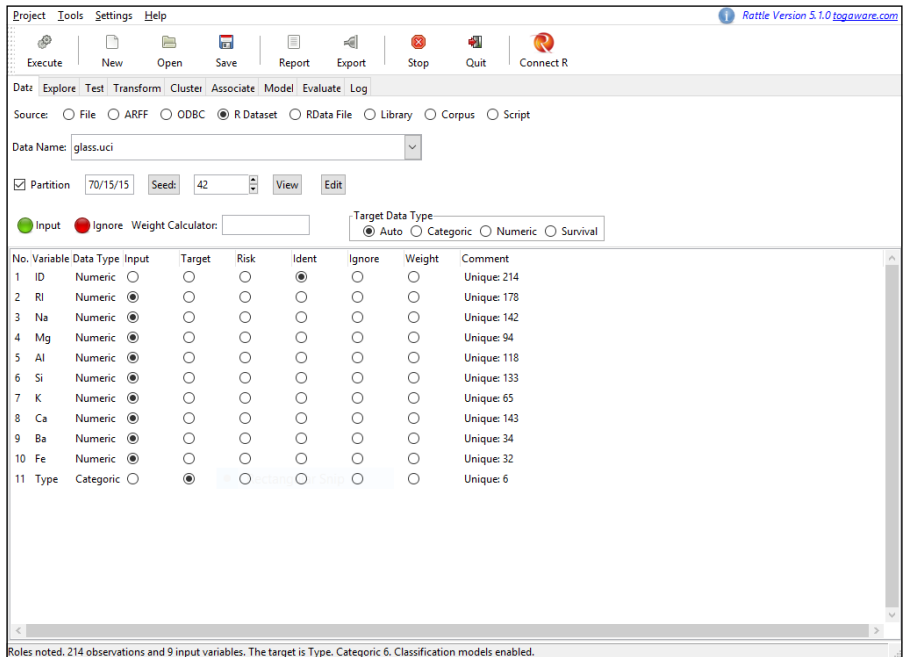 Project Tools Settings Help Rattle Version 5.1.0 togaware.com
Execute New Open Save Report Export Stop Quit Connect R
Data Explore Test Transform Cluster Associate Model Evaluate Log
Source: File ARFF ODBC R Dataset RData File Library Corpus Script
Data Name: glass.uci
Partition 70/15/15 Seed: 42 View Edit
Target Data Type
Input Ignore Weight Calculator: Auto Categoric Numeric Survival
No. Variable Data Type Input Target Risk Ident Ignore Weight Comment
1 ID Numeric Unique: 214
2 RI Numeric Unique: 178
3 Na Numeric Unique: 142
4 Mg Numeric Unique: 94
5 Al Numeric Unique: 118
6 Si Numeric Unique: 133
7 K Numeric Unique: 65
8 Ca Numeric Unique: 143
9 Ba Numeric Unique: 34
10 Fe Numeric Unique: 32
11 Type Categoric Unique: 6
Roles noted. 214 observations and 9 input variables. The target is Type. Categoric 6. Classification models enabled.